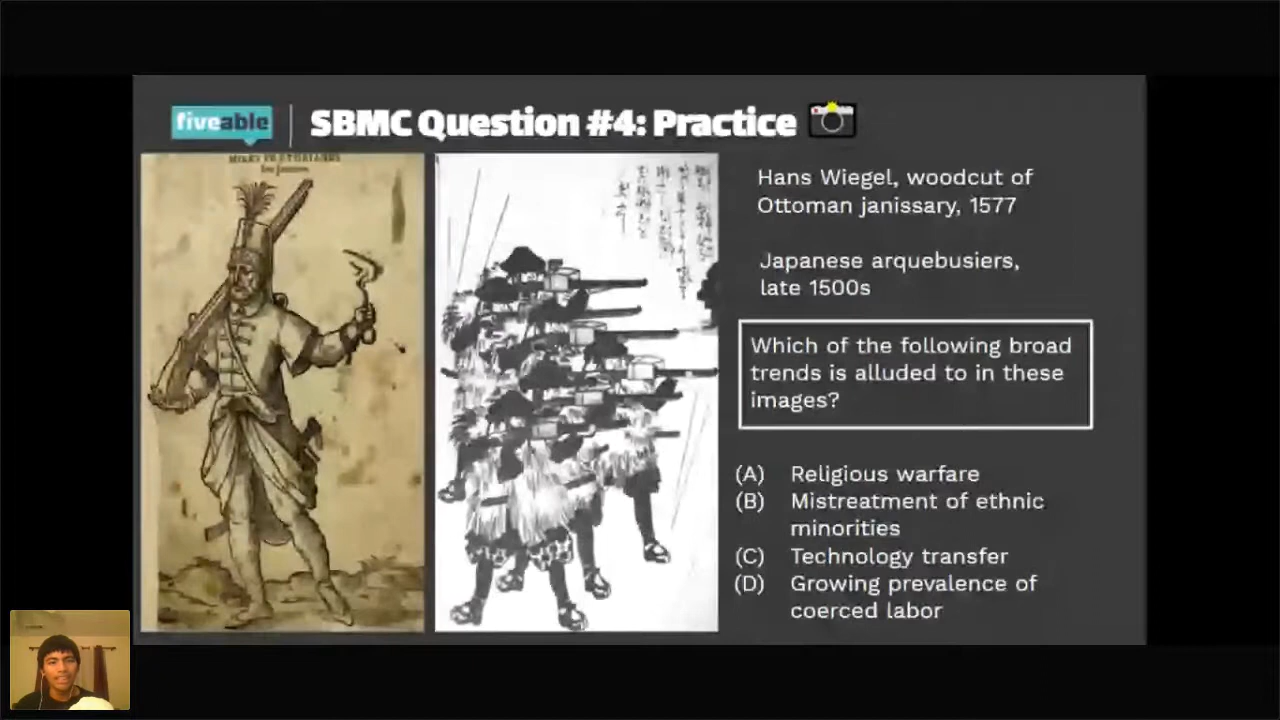 fiveable
SBMC Question #4: Practice
Hans Wiegel, woodcut of
Ottoman janissary, 1577
Japanese arquebusiers,
late 1500s
Which of the following broad
trends is alluded to in these
images?
(A) Religious warfare
(B) Mistreatment of ethnic
minorities
(C) Technology transfer
(D) Growing prevalence of
coerced labor